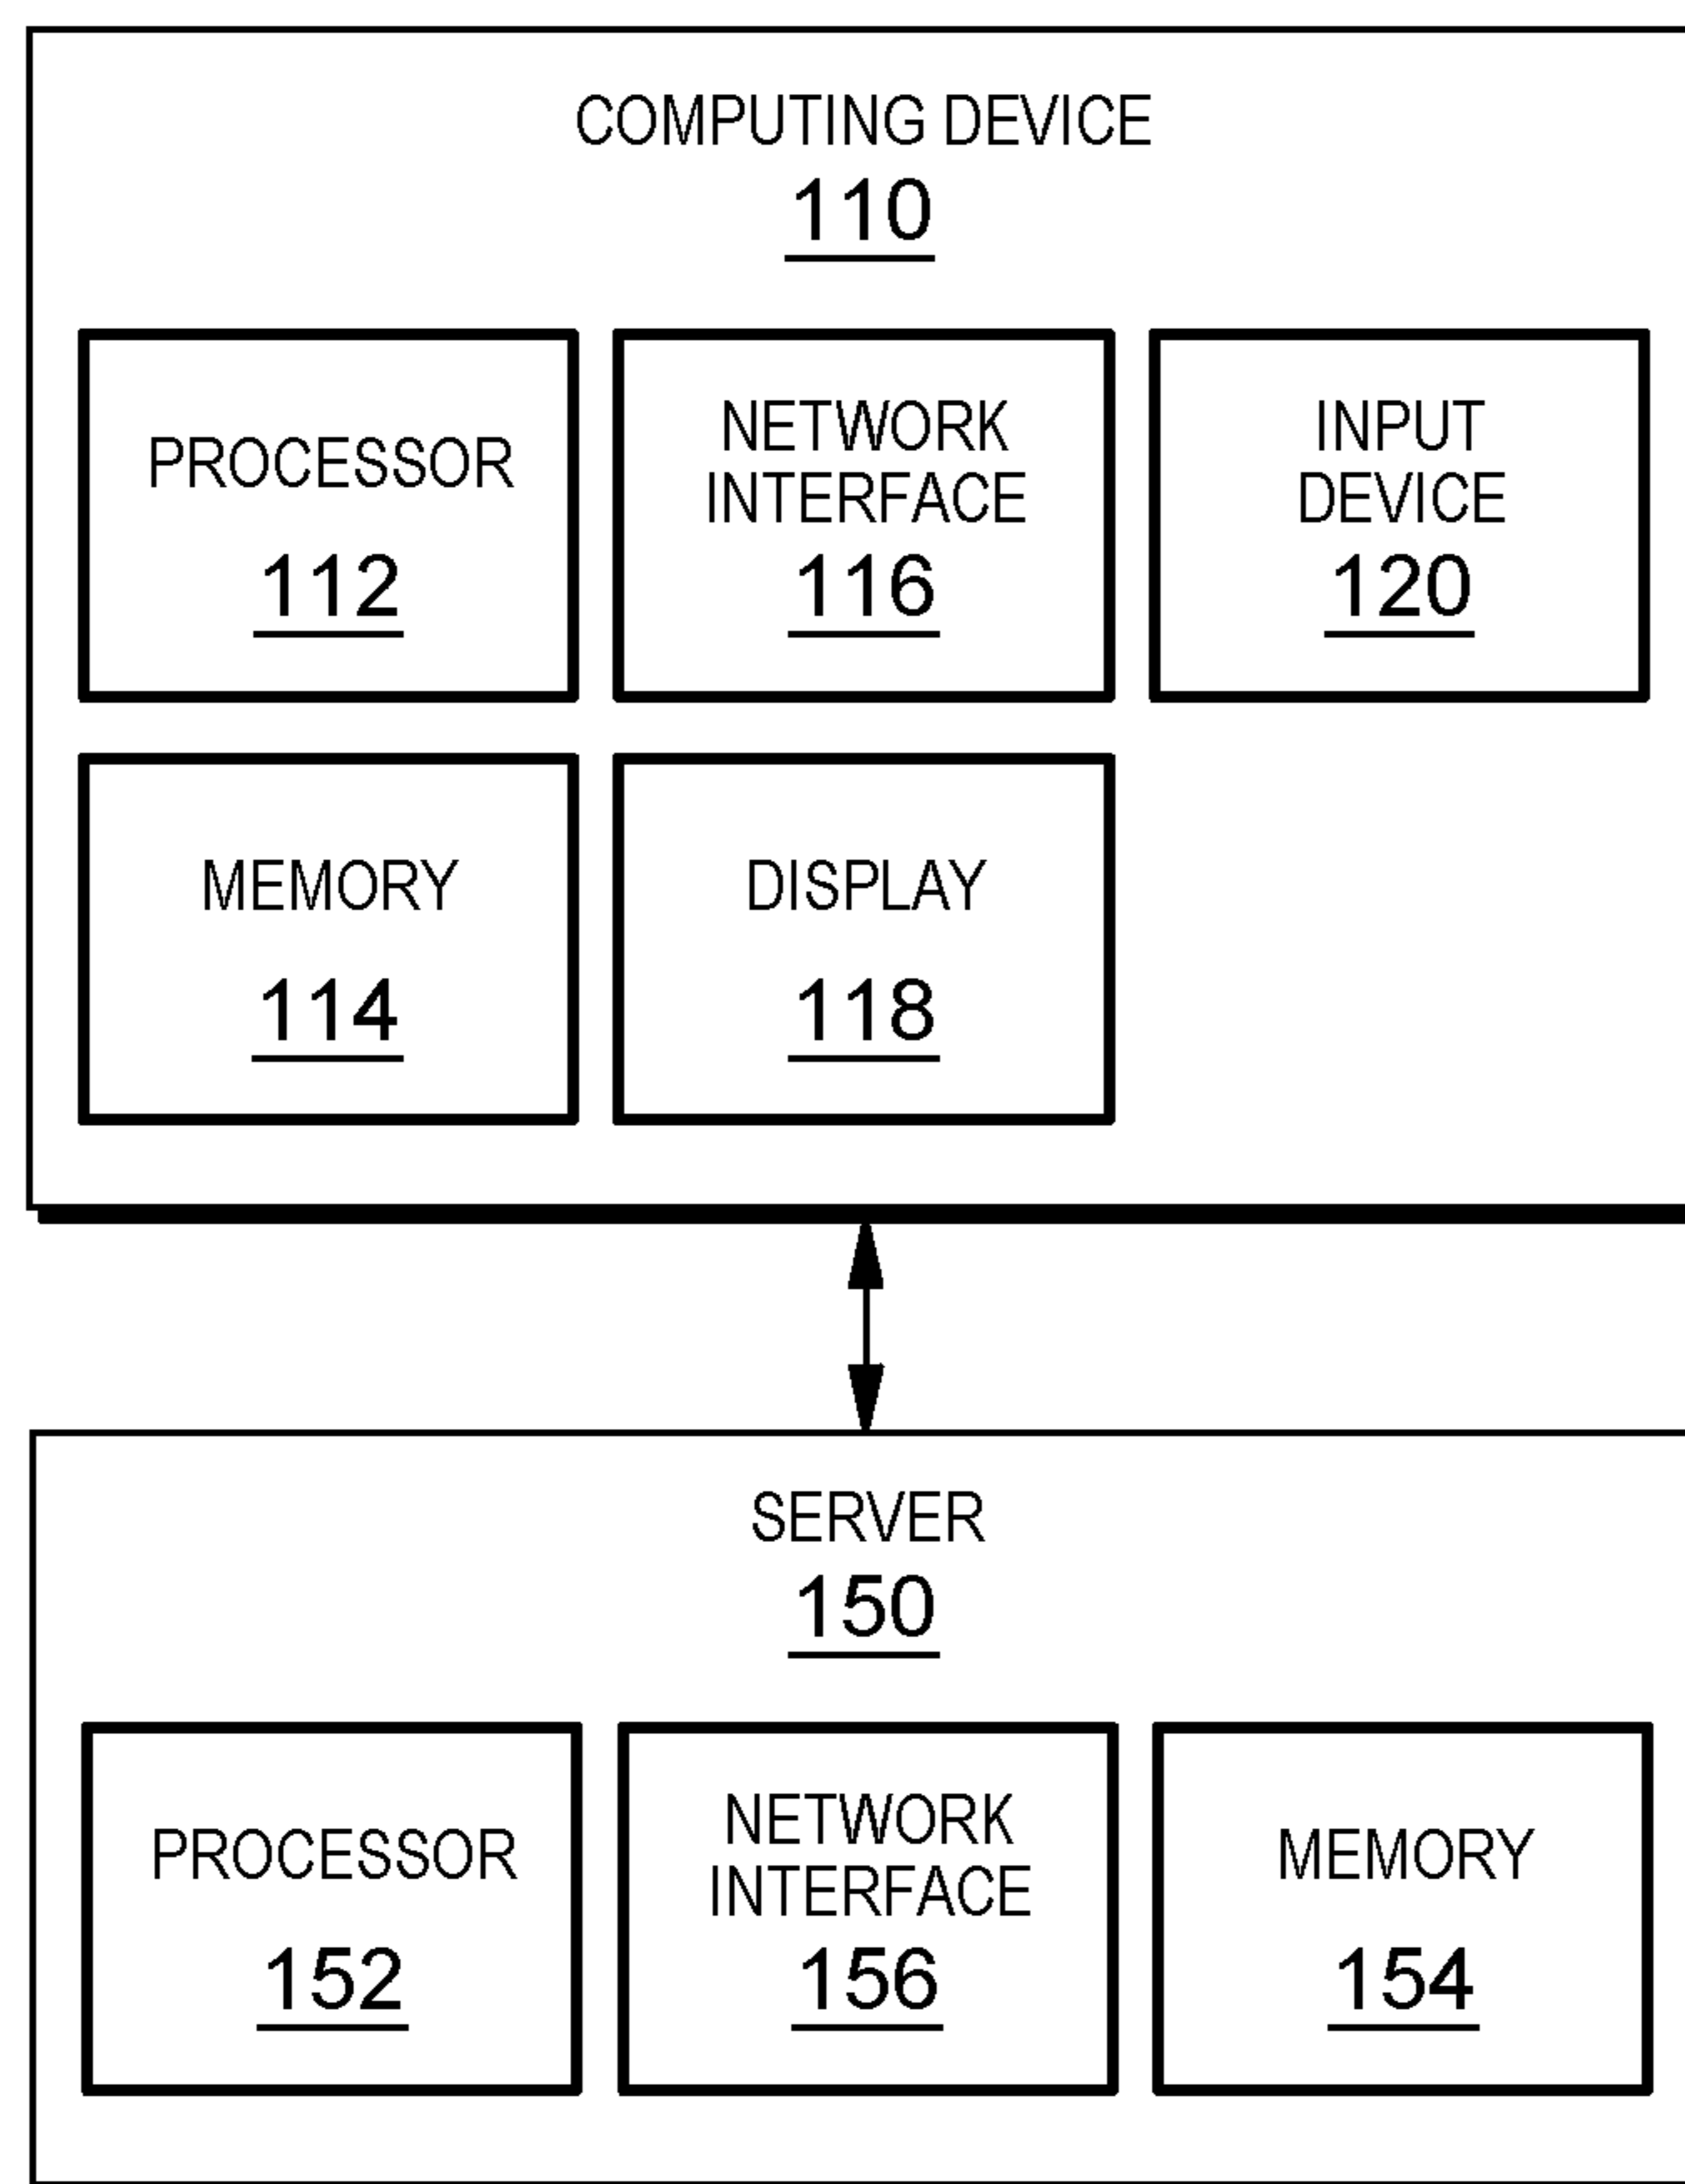 COMPUTING DEVICE
110
PROCESSOR
112
NETWORK
INTERFACE
116
INPUT
DEVICE
120
MEMORY
114
DISPLAY
118
SERVER
150
PROCESSOR
152
NETWORK
INTERFACE
156
MEMORY
154